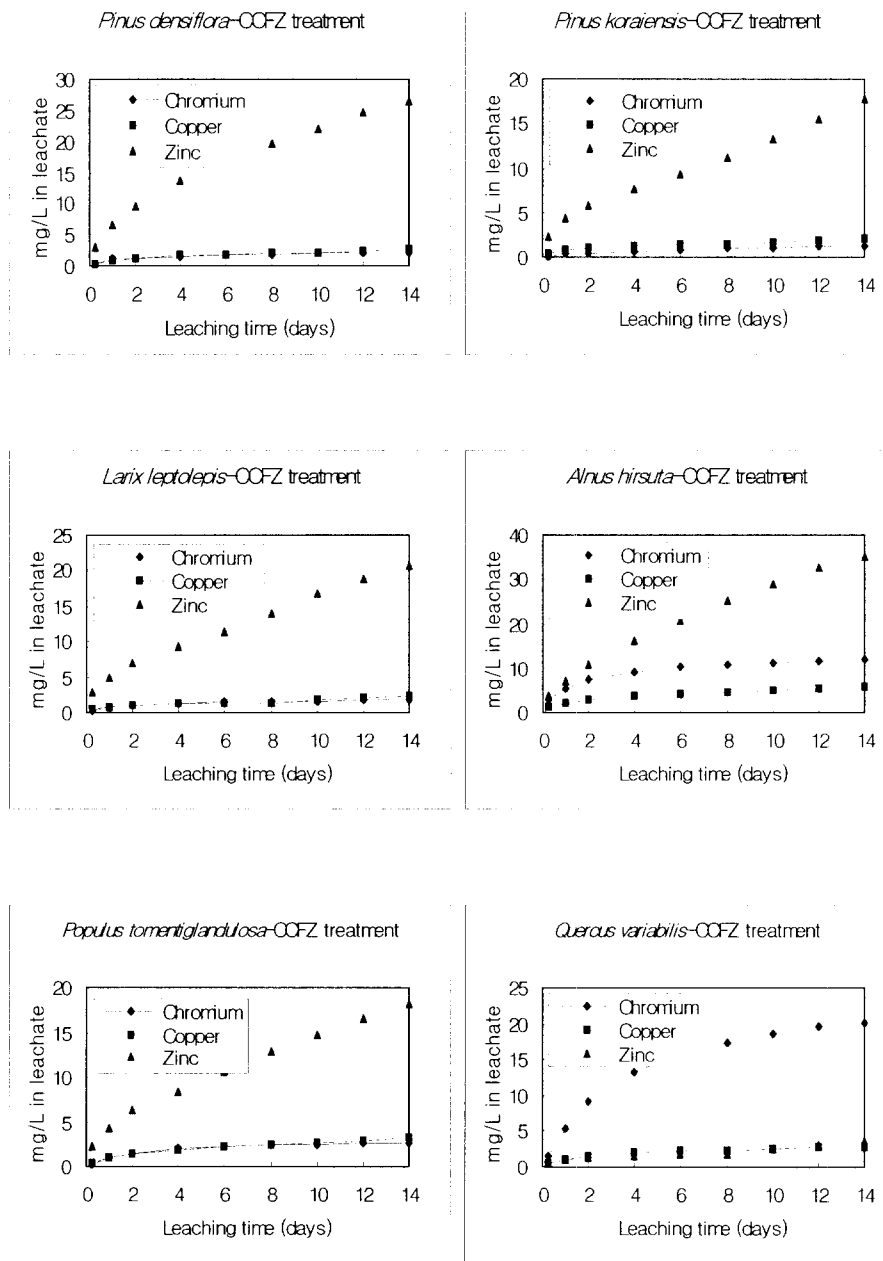 Pinus densiflora-CCFZ treatment
30
25
20
15
10
5
0
mg/L in leachate
Chromium
Copper
Zinc
0 2 4 6 8 10 12 14
Leaching time (days)
Pinus koraiensis-CCFZ treatment
20
15
10
5
0
mg/L in leachate
Chromium
Copper
Zinc
0 2 4 6 8 10 12 14
Leaching time (days)
Larix leptolepis-CCFZ treatment
25
20
15
10
5
0
mg/L in leachate
Chromium
Copper
Zinc
0 2 4 6 8 10 12 14
Leaching time (days)
Alnus hirsuta-CCFZ treatment
40
30
20
10
0
mg/L in leachate
Chromium
Copper
Zinc
0 2 4 6 8 10 12 14
Leaching time (days)
Populus tomentiglandulosa-CCFZ treatment
20
15
10
5
0
mg/L in leachate
Chromium
Copper
Zinc
0 2 4 6 8 10 12 14
Leaching time (days)
Quercus variabilis-CCFZ treatment
25
20
15
10
5
0
mg/L in leachate
Chromium
Copper
Zinc
0 2 4 6 8 10 12 14
Leaching time (days)